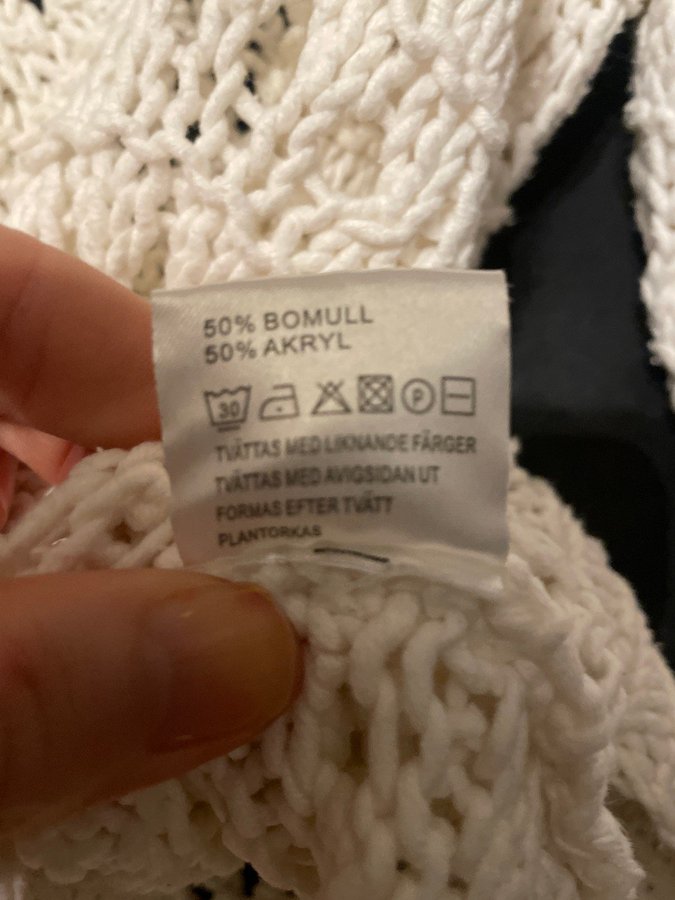 50% BOMULL
50% AKRYL
30 P
TVÄTTAS MED LIKNANDE FÄRGER
TVÄTTAS MED AVIGSIDAN UT
FORMAS EFTER TVÄTT
PLANTORKAS